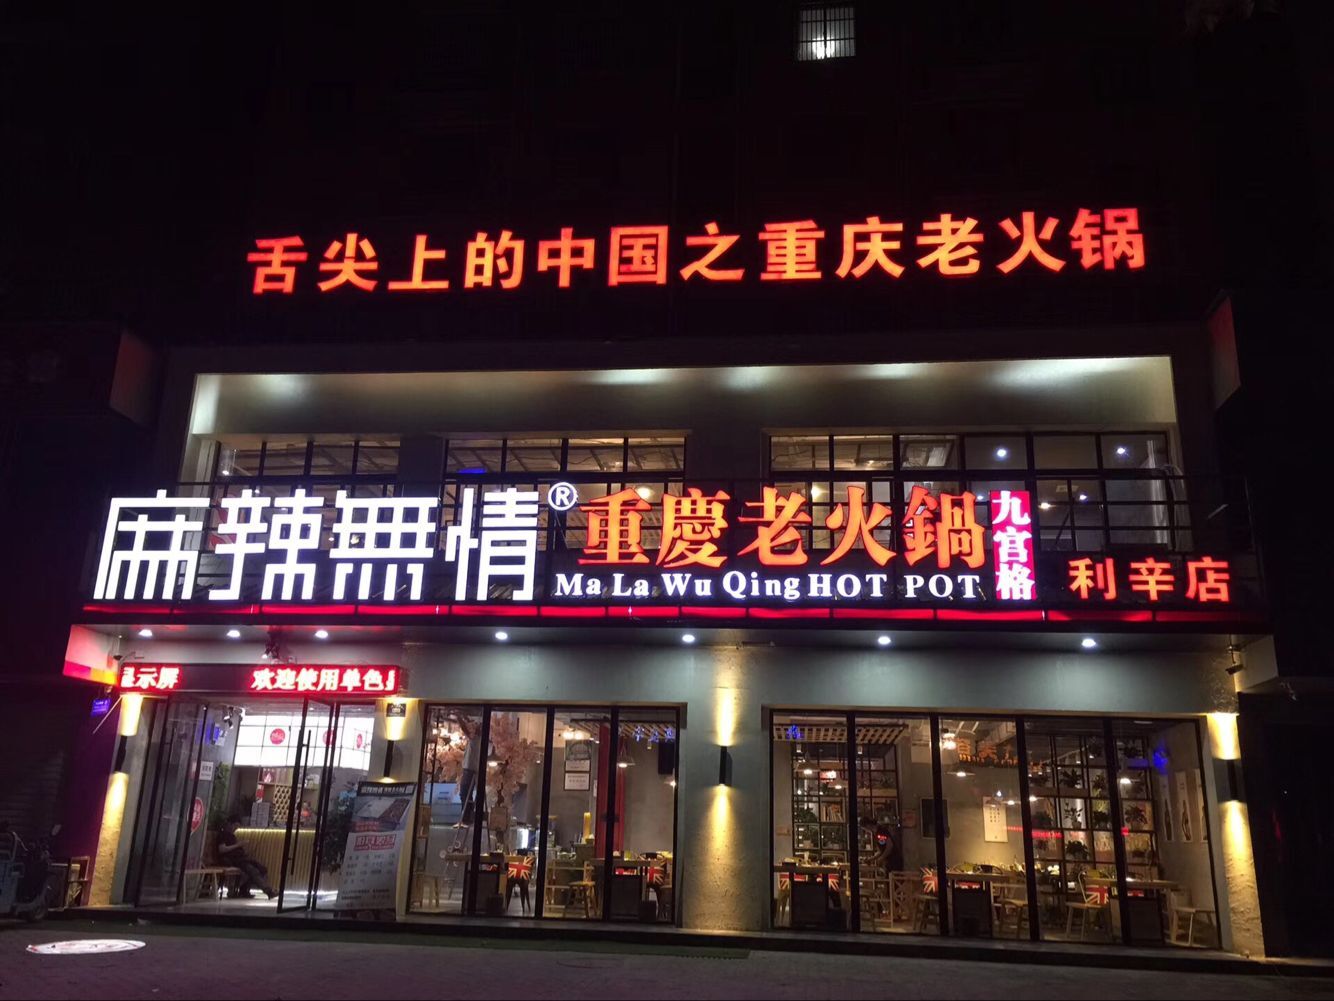 舌尖上的中国之重庆老火锅
麻辣無情®
重慶老火鍋
Ma La Wu Qing HOT POT
九宫格
利辛店
示屏 欢迎使用单色